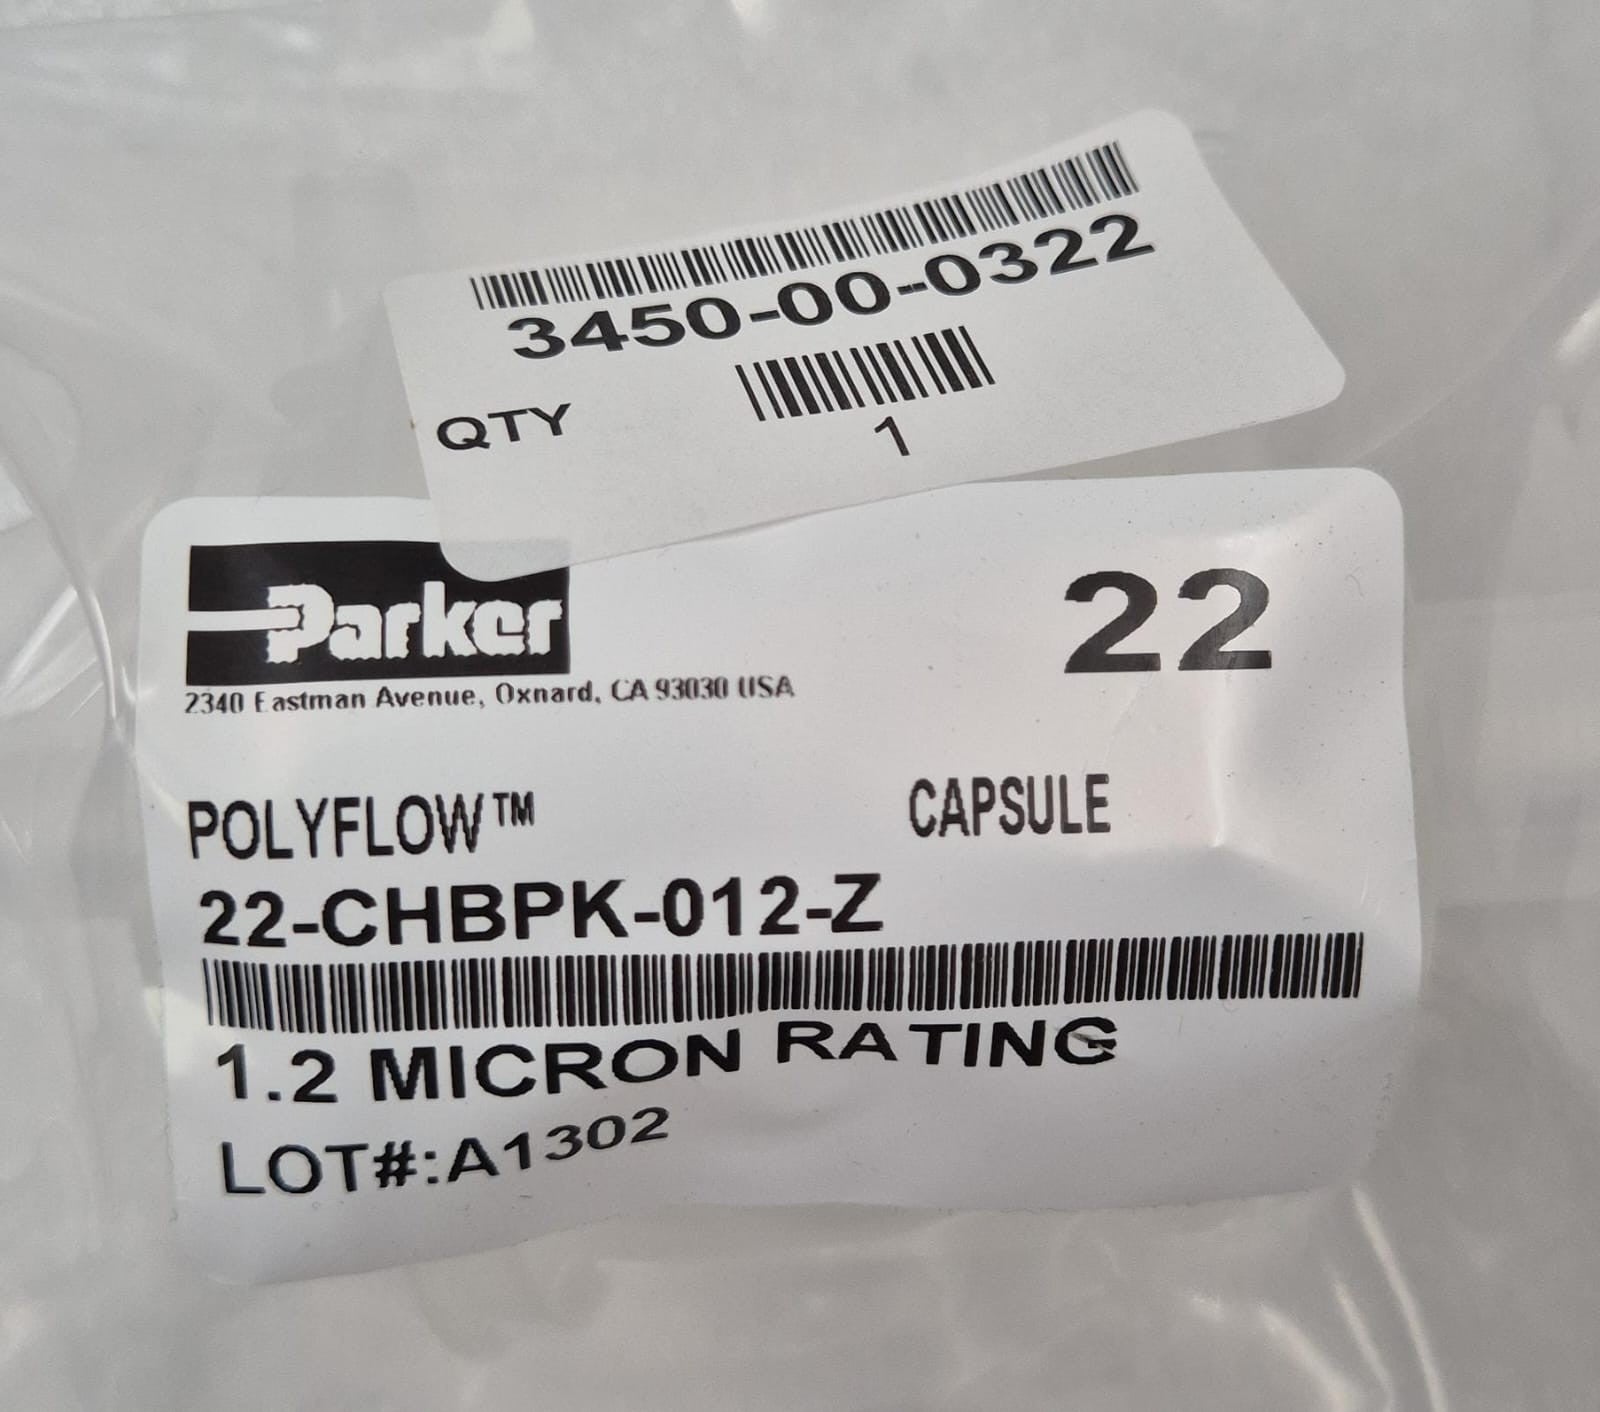 3450-00-0322
QTY
1
Parker
22
2340 Eastman Avenue, Oxnard, CA 93030 USA
POLYFLOW™ CAPSULE
22-CHBPK-012-Z
1.2 MICRON RATING
LOT#:A1302